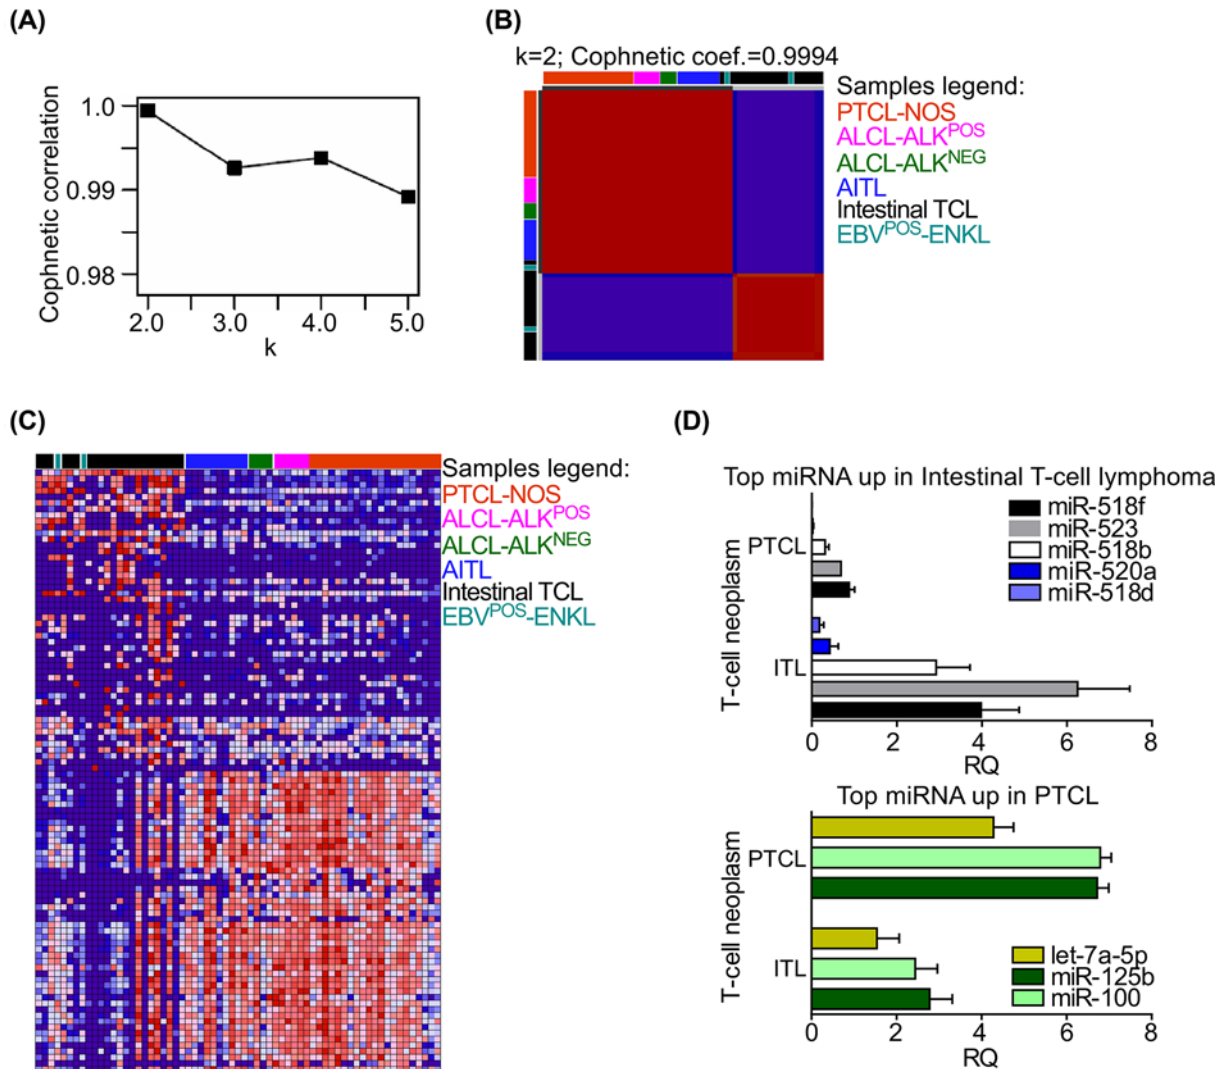 (A)
1.0
0.99
0.98
Cophnetic correlation
2.0 3.0 4.0 5.0
k
(B)
k=2; Cophnetic coef.=0.9994
Samples legend:
PTCL-NOS
ALCL-ALKPOS
ALCL-ALKNEG
AITL
Intestinal TCL
EBVPOS-ENKL
(C)
Samples legend:
PTCL-NOS
ALCL-ALKPOS
ALCL-ALKNEG
AITL
Intestinal TCL
EBVPOS-ENKL
(D)
Top miRNA up in Intestinal T-cell lymphoma
miR-518f
miR-523
miR-518b
miR-520a
miR-518d
T-cell neoplasm
PTCL
ITL
0 2 4 6 8
RQ
Top miRNA up in PTCL
T-cell neoplasm
PTCL
ITL
let-7a-5p
miR-125b
miR-100
0 2 4 6 8
RQ